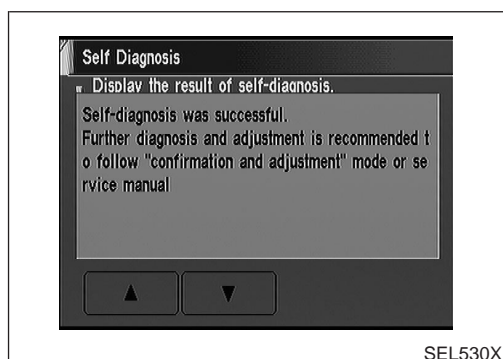 Self Diagnosis
Display the result of self-diagnosis.
Self-diagnosis was successful.
Further diagnosis and adjustment is recommended t
o follow "confirmation and adjustment" mode or se
rvice manual
SEL530X